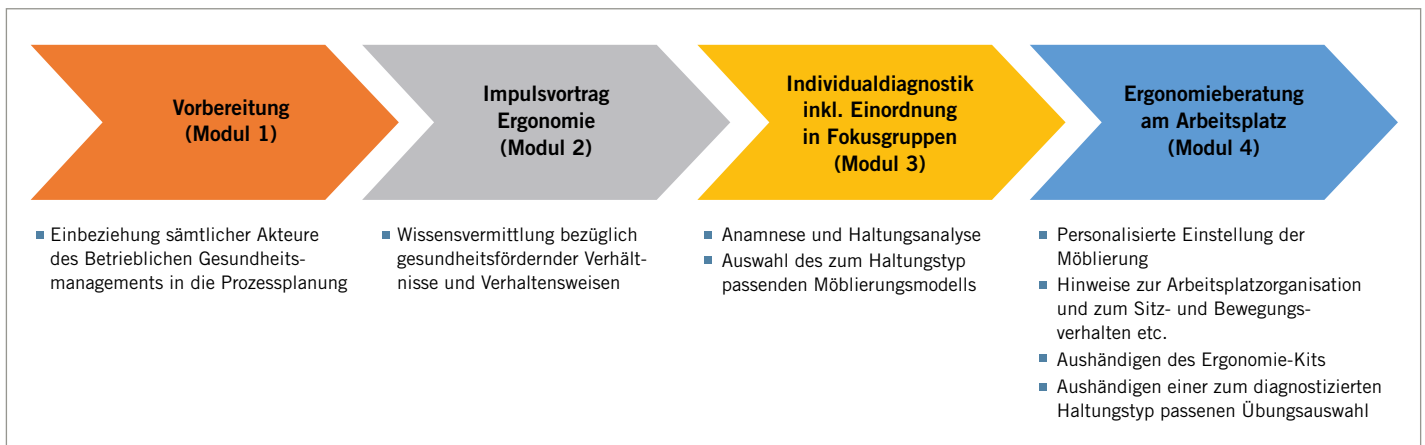 Vorbereitung
(Modul 1)
Impulsvortrag
Ergonomie
(Modul 2)
Individualdiagnostik
inkl. Einordnung
in Fokusgruppen
(Modul 3)
Ergonomieberatung
am Arbeitsplatz
(Modul 4)
Einbeziehung sämtlicher Akteure
des Betrieblichen Gesundheits-
managements in die Prozessplanung
Wissensvermittlung bezüglich
gesundheitsfördernder Verhält-
nisse und Verhaltensweisen
Anamnese und Haltungsanalyse
Auswahl des zum Haltungstyp
passenden Möblierungsmodells
Personalisierte Einstellung der
Möblierung
Hinweise zur Arbeitsplatzorganisation
und zum Sitz- und Bewegungs-
verhalten etc.
Aushändigen des Ergonomie-Kits
Aushändigen einer zum diagnostizierten
Haltungstyp passenen Übungsauswahl